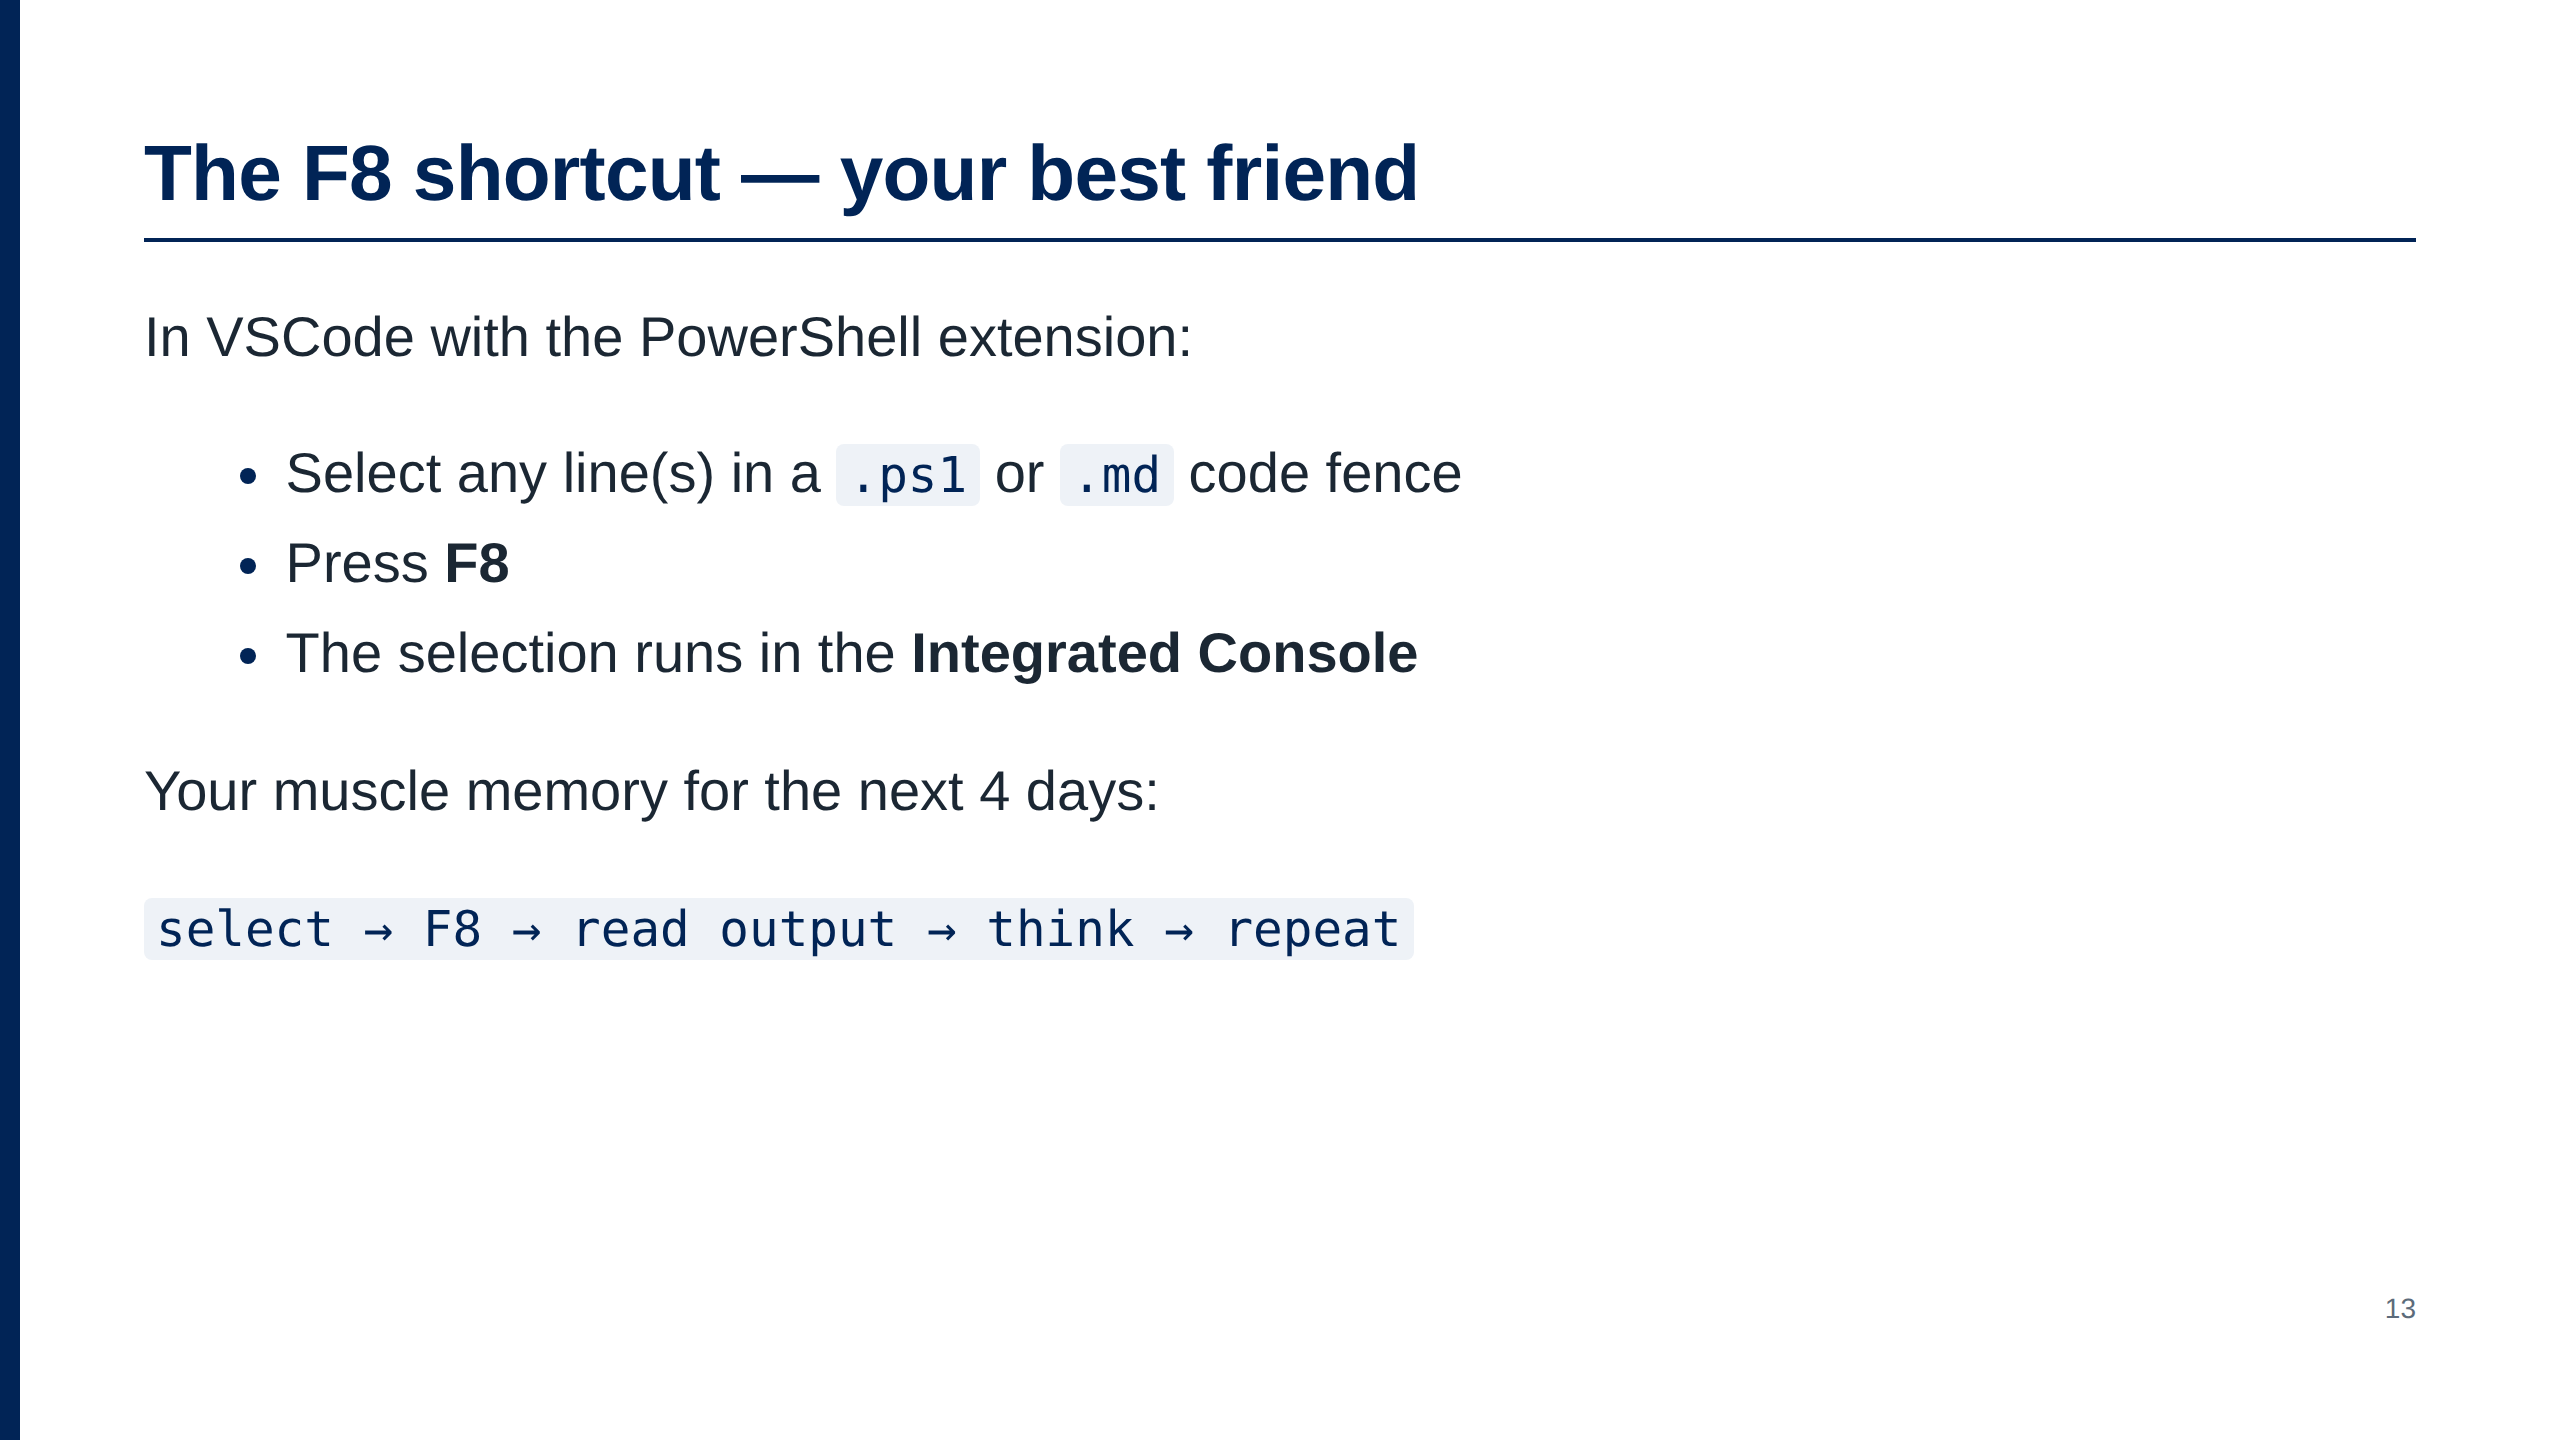 The F8 shortcut — your best friend
In VSCode with the PowerShell extension:
• Select any line(s) in a .ps1 or .md code fence
• Press F8
• The selection runs in the Integrated Console
Your muscle memory for the next 4 days:
select → F8 → read output → think → repeat
13